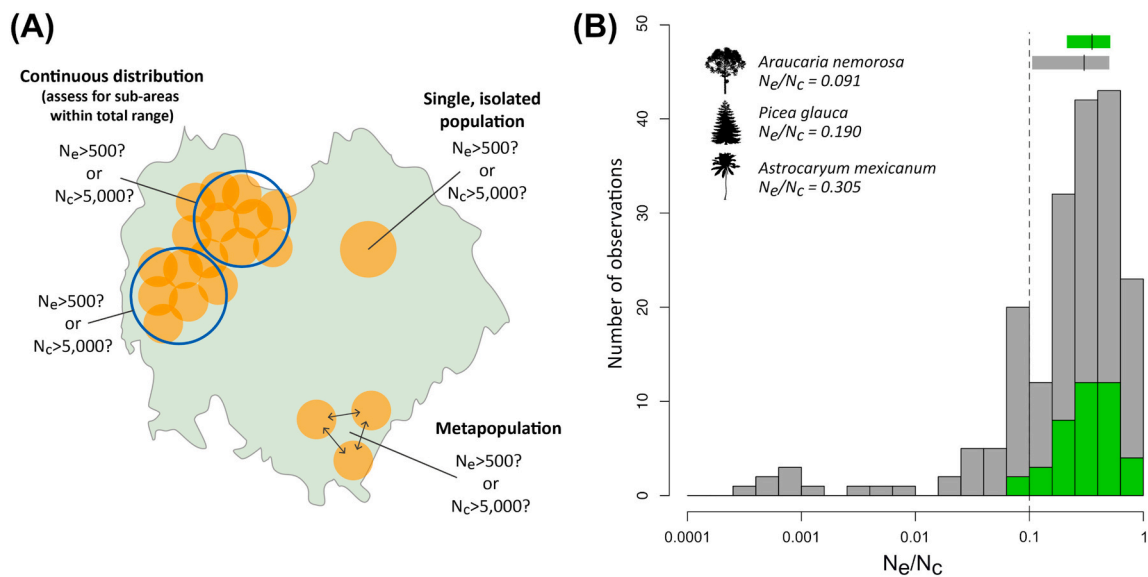 (A)
Continuous distribution
(assess for sub-areas
within total range)
Ne>500?
or
Nc>5,000?
Single, isolated
population
Ne>500?
or
Nc>5,000?
Ne>500?
or
Nc>5,000?
Metapopulation
Ne>500?
or
Nc>5,000?
(B)
Araucaria nemorosa
Ne/Nc = 0.091
Picea glauca
Ne/Nc = 0.190
Astrocaryum mexicanum
Ne/Nc = 0.305
Number of observations
50
40
30
20
10
0
0.0001
0.001
0.01
0.1
1
Ne/Nc